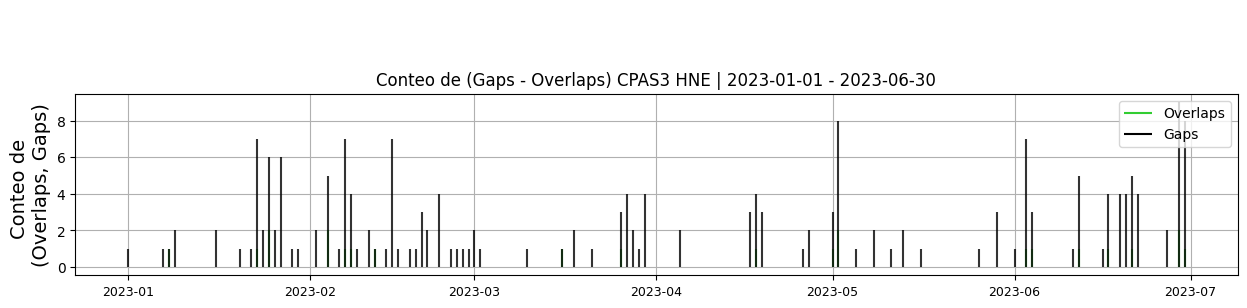 Conteo de (Gaps - Overlaps) CPAS3 HNE | 2023-01-01 - 2023-06-30
Conteo de
(Overlaps, Gaps)
8
6
4
2
0
Overlaps
Gaps
2023-01
2023-02
2023-03
2023-04
2023-05
2023-06
2023-07